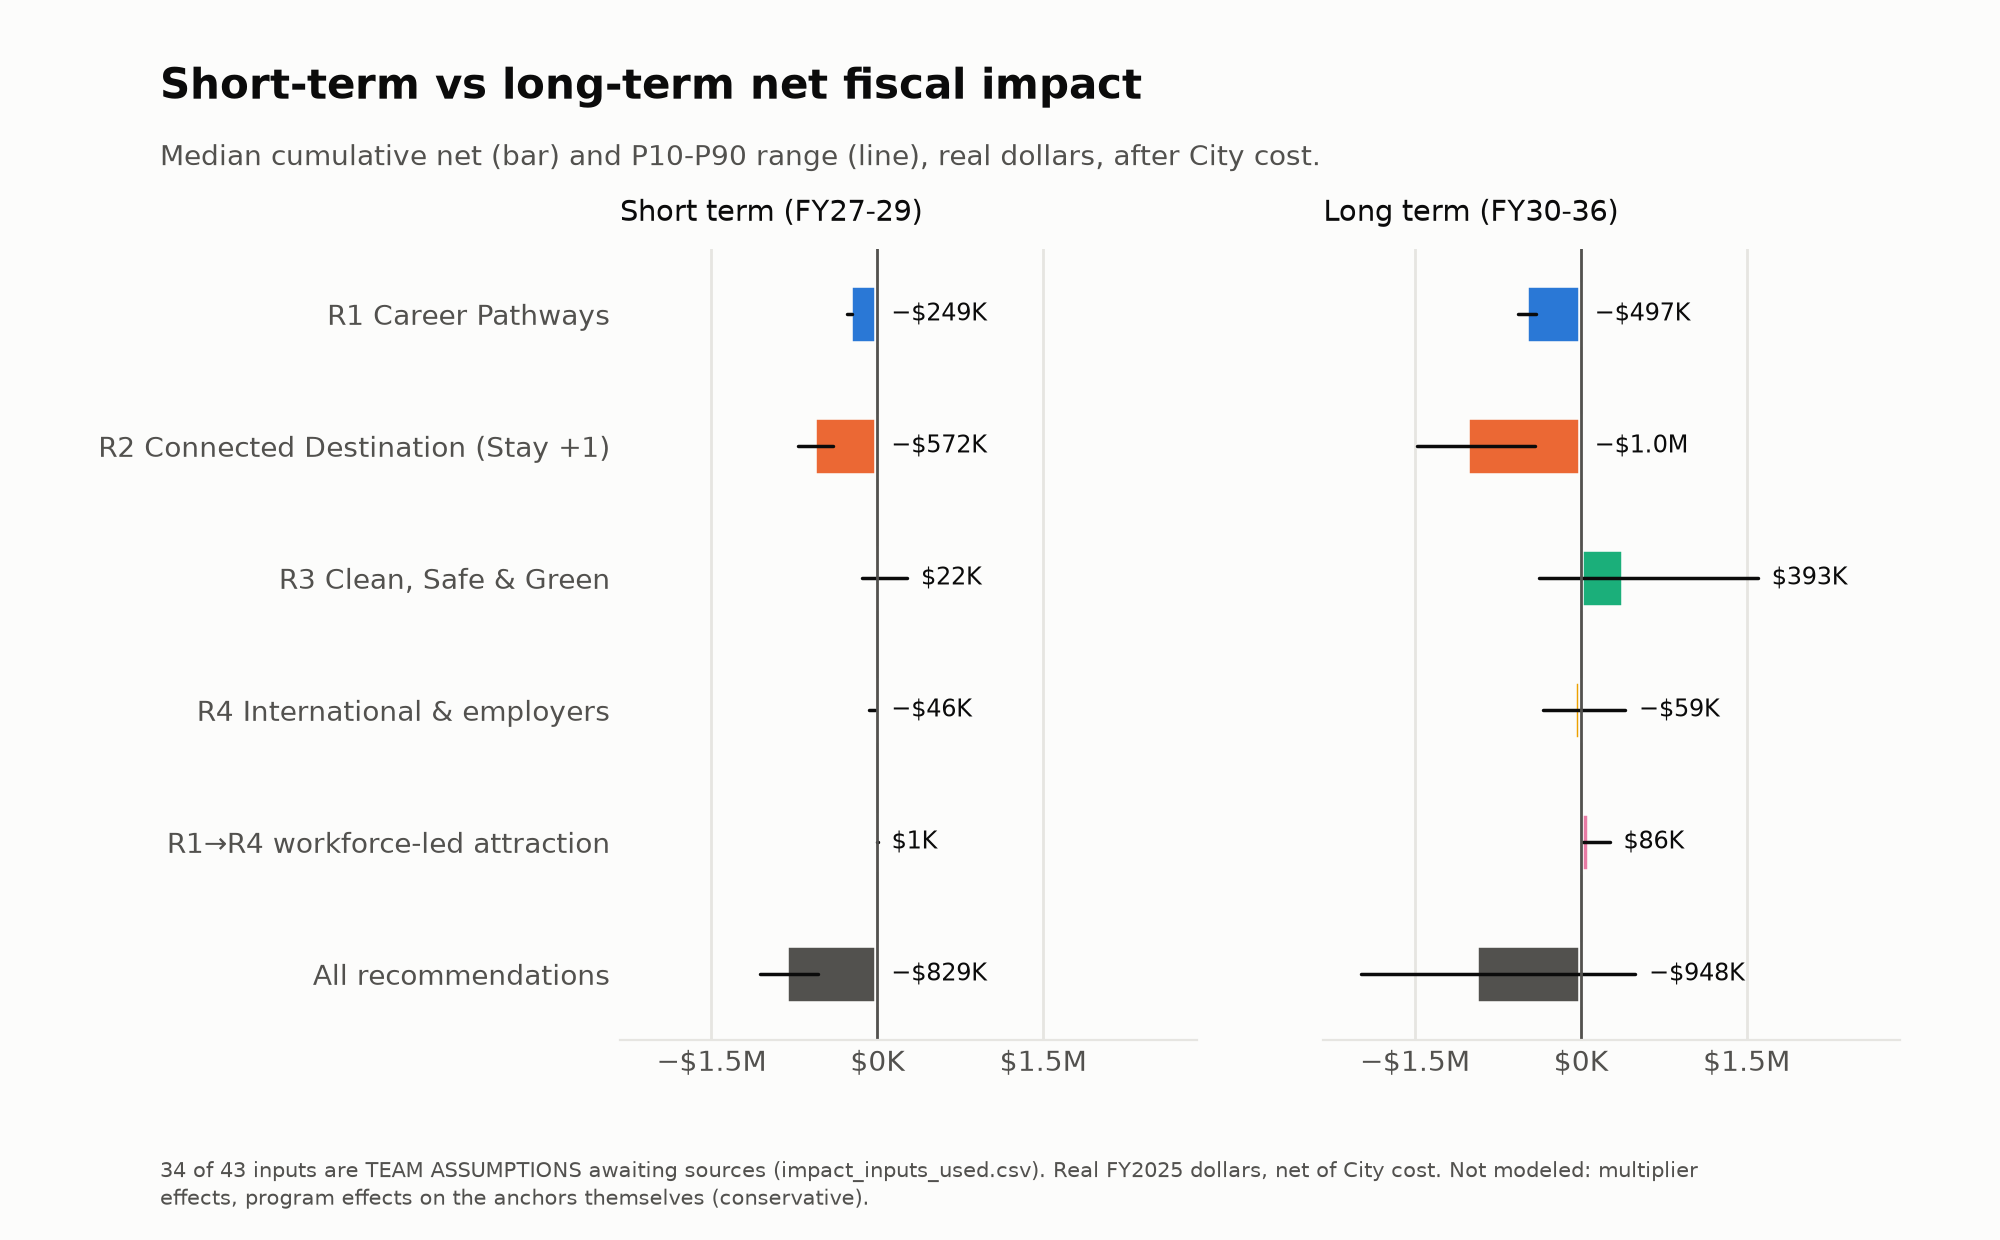 Short-term vs long-term net fiscal impact
Median cumulative net (bar) and P10-P90 range (line), real dollars, after City cost.
Short term (FY27-29)
Long term (FY30-36)
R1 Career Pathways
−$249K
−$497K
R2 Connected Destination (Stay +1)
−$572K
−$1.0M
R3 Clean, Safe & Green
$22K
$393K
R4 International & employers
−$46K
−$59K
R1→R4 workforce-led attraction
$1K
$86K
All recommendations
−$829K
−$948K
−$1.5M
$0K
$1.5M
−$1.5M
$0K
$1.5M
34 of 43 inputs are TEAM ASSUMPTIONS awaiting sources (impact_inputs_used.csv). Real FY2025 dollars, net of City cost. Not modeled: multiplier
effects, program effects on the anchors themselves (conservative).